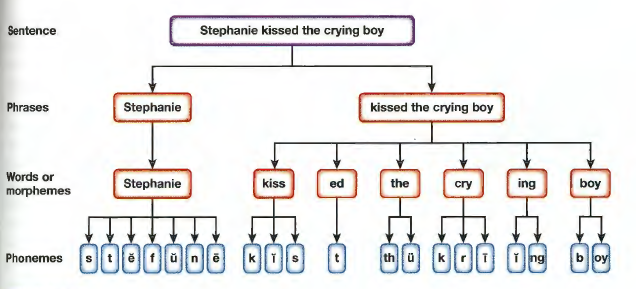 Sentence
Stephanie kissed the crying boy
Phrases
Stephanie
kissed the crying boy
Words or
morphemes
Stephanie
kiss
ed
the
cry
ing
boy
Phonemes
s t ĕ f ŭ n ē
k ĭ s
t
th ü
k r ī
ĭ ng
b oy